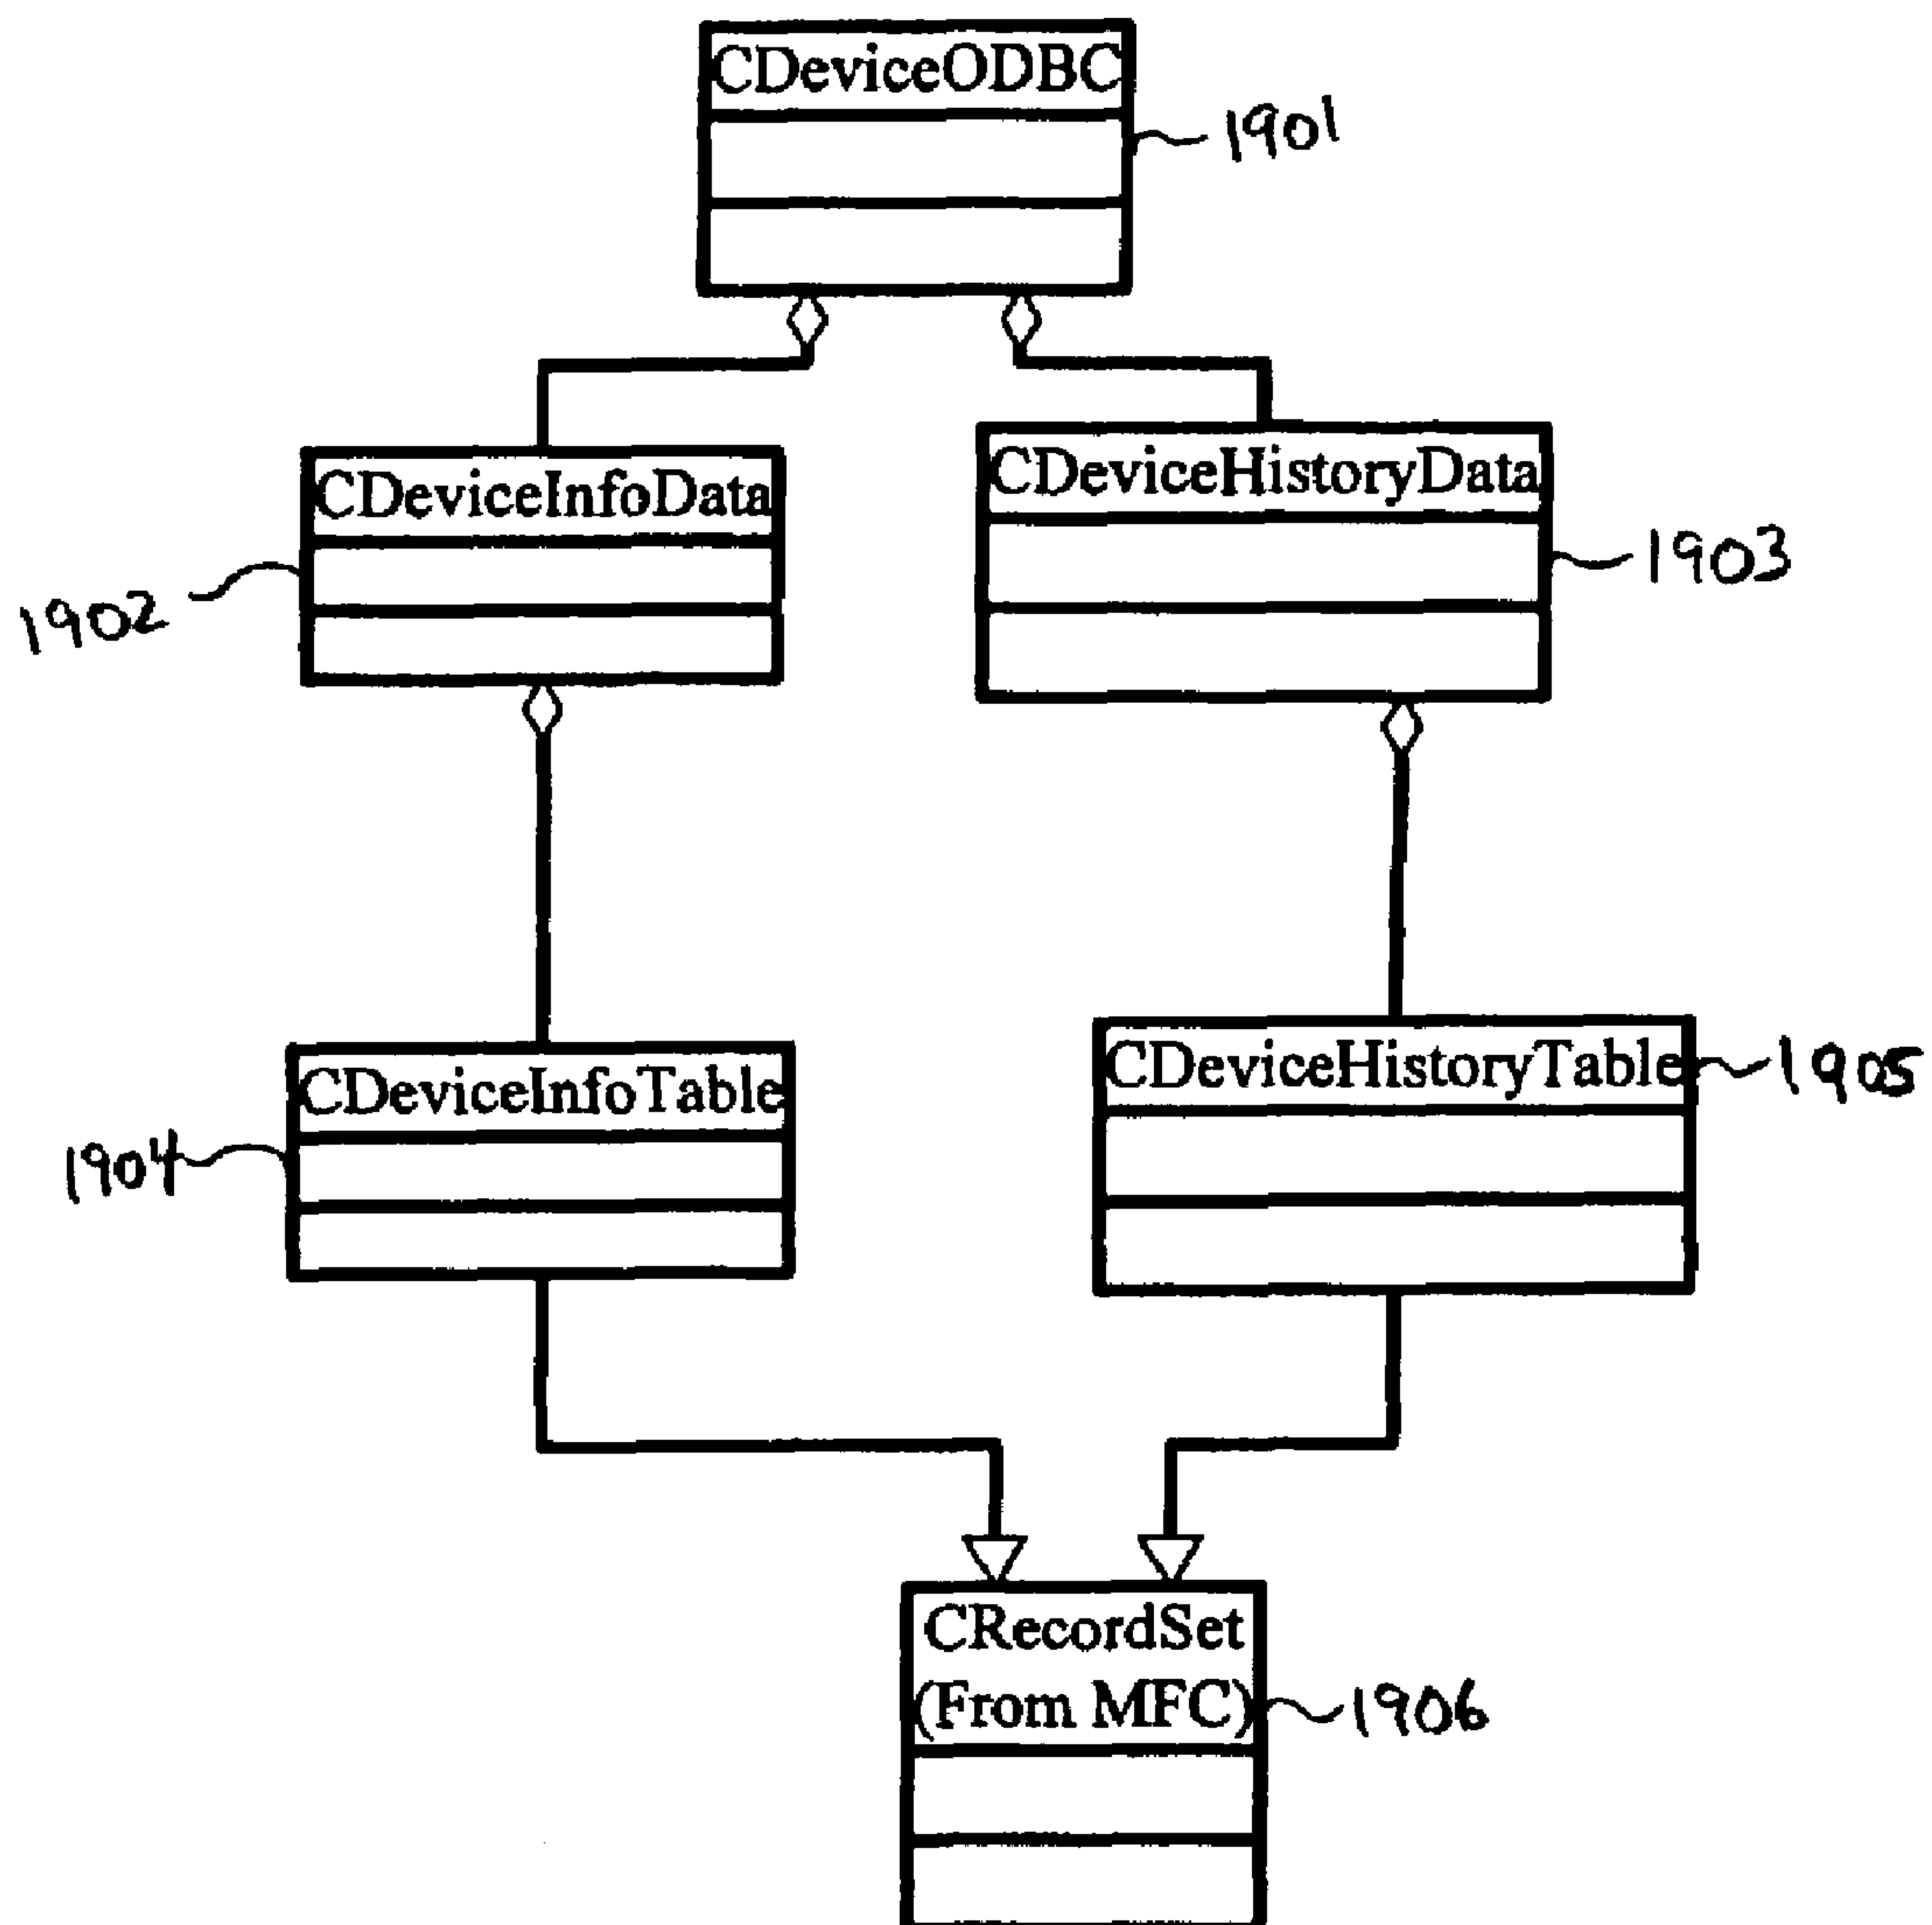 CDeviceODBC
1901
CDeviceInfoData
CDeviceHistoryData
1902
1903
CDeviceInfoTable
CDeviceHistoryTable
1904
1905
CRecordSet
(From MFC)
1906